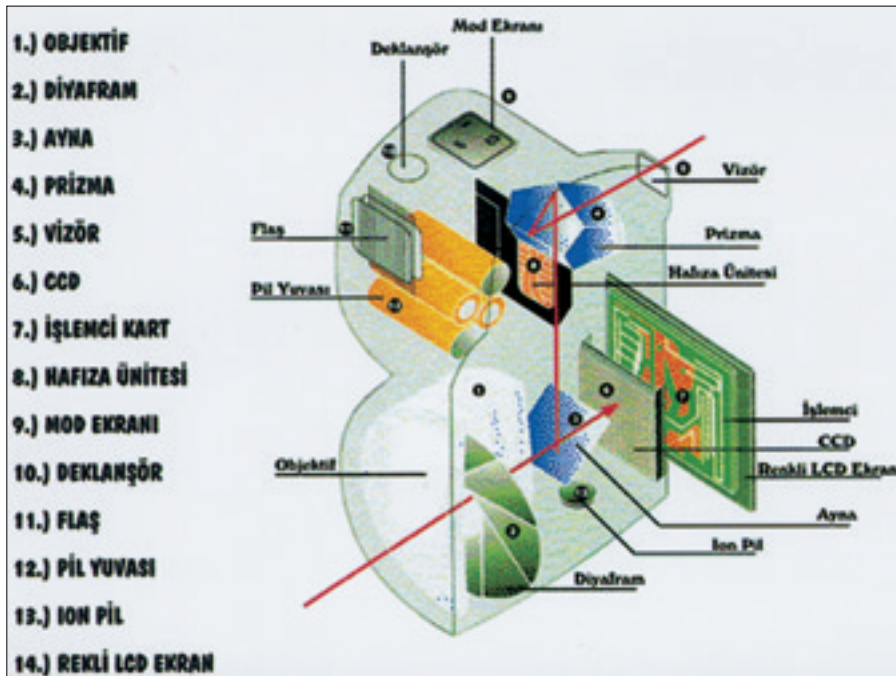 1.) OBJEKTİF
2.) DİYAFRAM
3.) AYNA
4.) PRİZMA
5.) VİZÖR
6.) CCD
7.) İŞLEMCİ KART
8.) HAFIZA ÜNİTESİ
9.) MOD EKRANI
10.) DEKLANŞÖR
11.) FLAŞ
12.) PİL YUVASI
13.) ION PİL
14.) REKLİ LCD EKRAN
Mod Ekranı
Deklanşör
Vizör
Flaş
Prizma
Hafıza Ünitesi
Pil Yuvası
İşlemci
CCD
Objektif
Renkli LCD Ekran
Ayna
Ion Pil
Diyafram